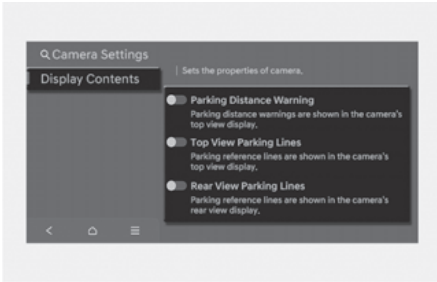 Camera Settings
Display Contents
Sets the properties of camera.
Parking Distance Warning
Parking distance warnings are shown in the camera's
top view display.
Top View Parking Lines
Parking reference lines are shown in the camera's
top view display.
Rear View Parking Lines
Parking reference lines are shown in the camera's
rear view display.